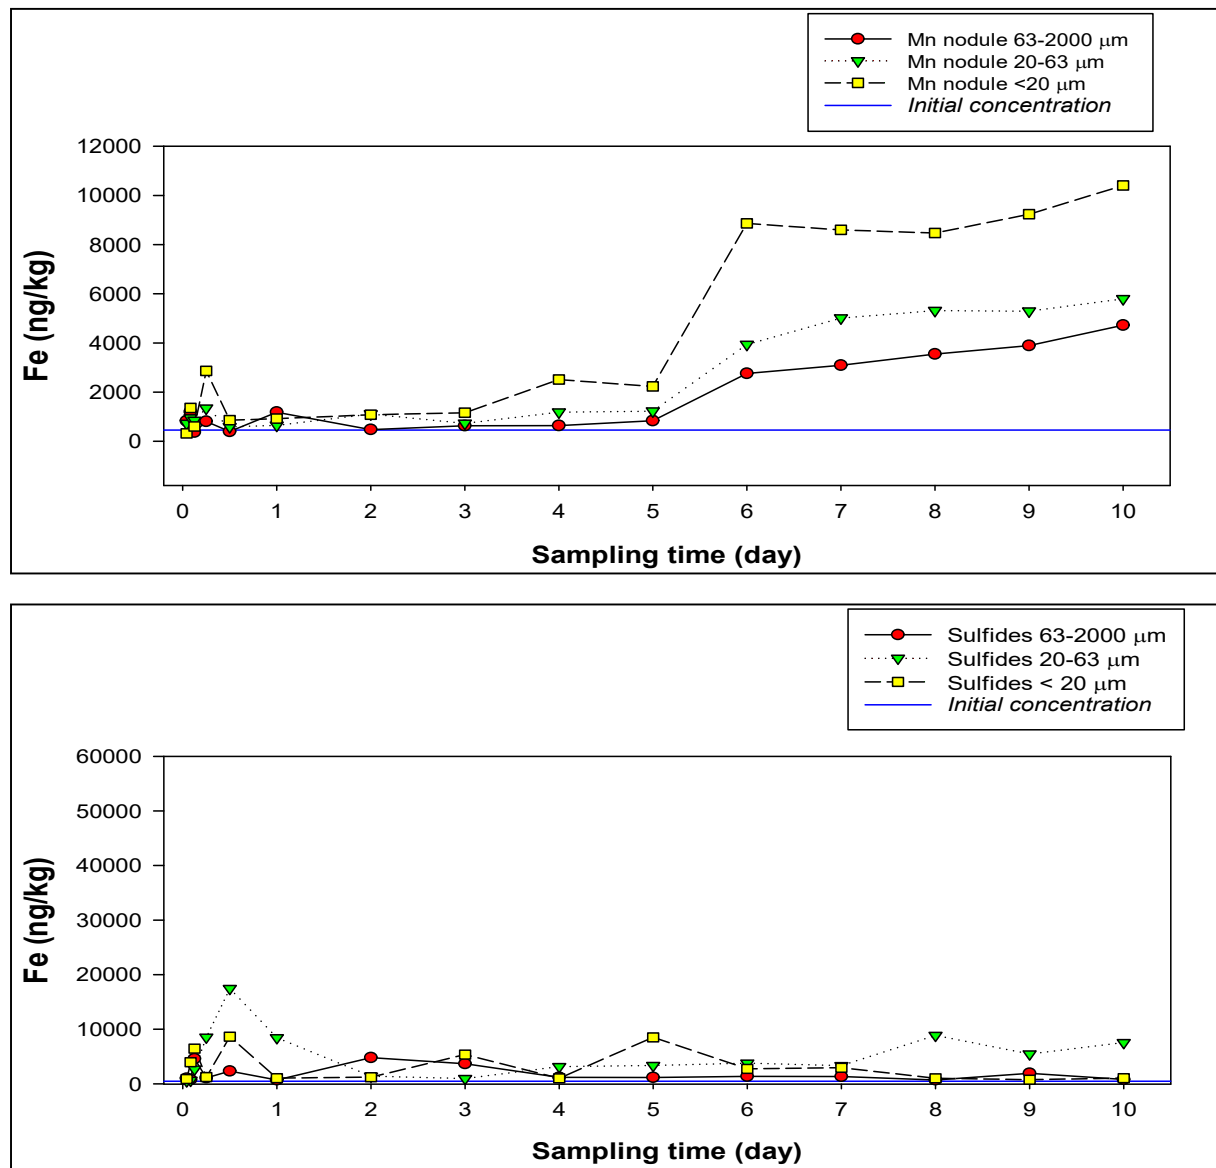 Mn nodule 63-2000 μm
Mn nodule 20-63 μm
Mn nodule <20 μm
Initial concentration
Fe (ng/kg)
12000
10000
8000
6000
4000
2000
0
0 1 2 3 4 5 6 7 8 9 10
Sampling time (day)
Sulfides 63-2000 μm
Sulfides 20-63 μm
Sulfides < 20 μm
Initial concentration
Fe (ng/kg)
60000
50000
40000
30000
20000
10000
0
0 1 2 3 4 5 6 7 8 9 10
Sampling time (day)